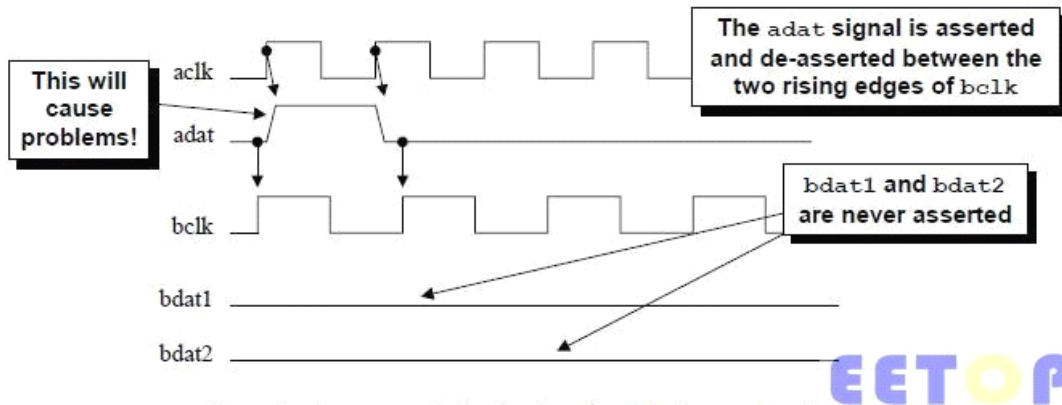 The adat signal is asserted
and de-asserted between the
two rising edges of bclk
This will
cause
problems!
aclk
adat
bclk
bdat1 and bdat2
are never asserted
bdat1
bdat2
EETOP